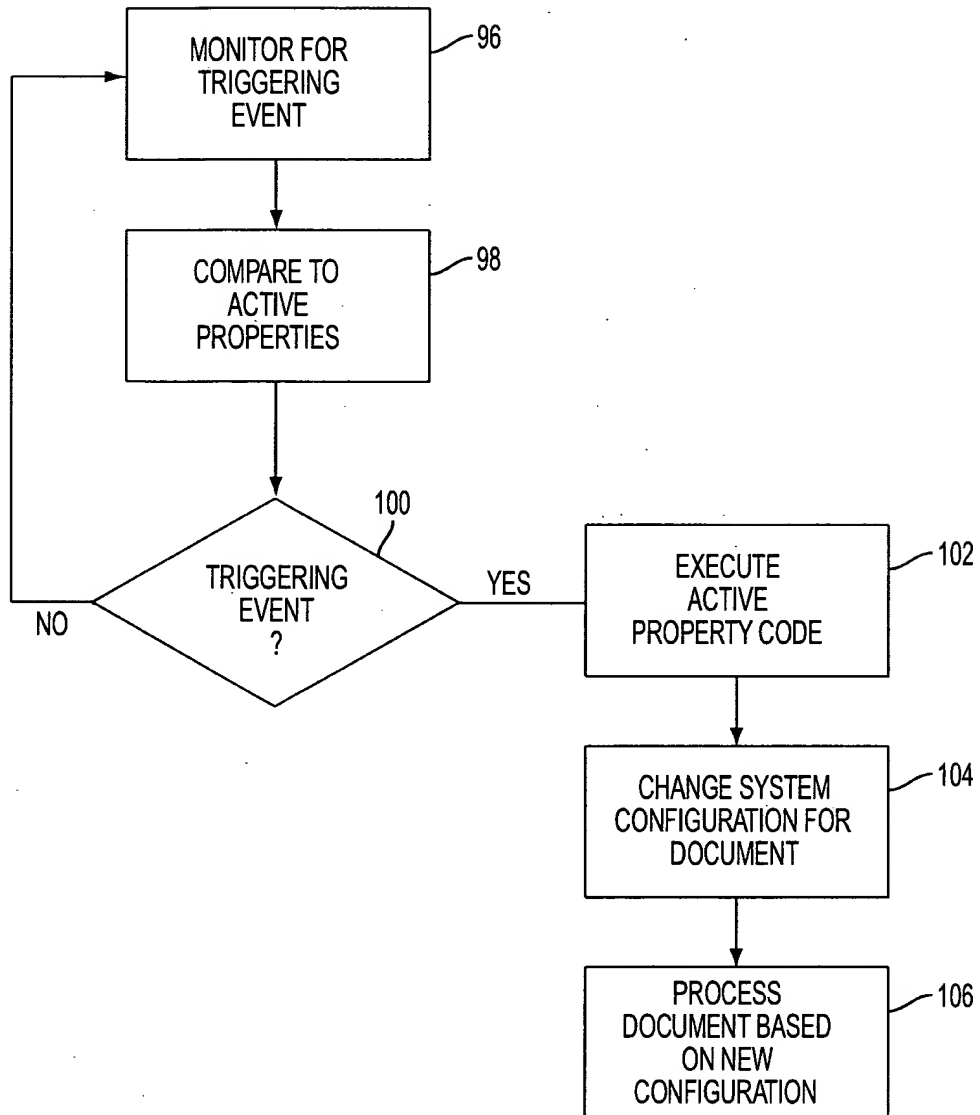 MONITOR FOR
TRIGGERING
EVENT
96
COMPARE TO
ACTIVE
PROPERTIES
98
TRIGGERING
EVENT
?
100
NO
YES
EXECUTE
ACTIVE
PROPERTY CODE
102
CHANGE SYSTEM
CONFIGURATION FOR
DOCUMENT
104
PROCESS
DOCUMENT BASED
ON NEW
CONFIGURATION
106